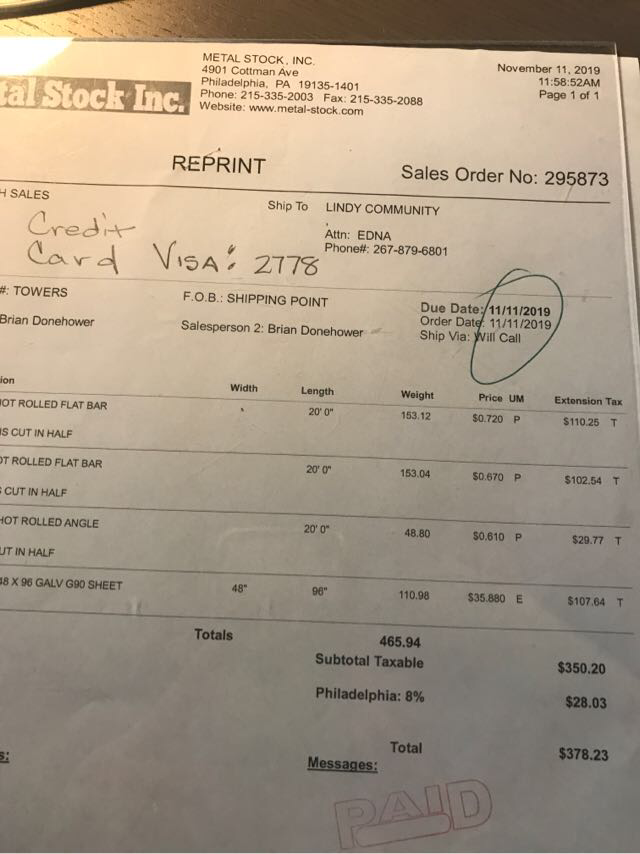 METAL STOCK, INC.
4901 Cottman Ave
Philadelphia, PA 19135-1401
Phone: 215-335-2003 Fax: 215-335-2088
Website: www.metal-stock.com
November 11, 2019
11:58:52AM
Page 1 of 1
tal Stock Inc.
REPRINT
Sales Order No: 295873
H SALES
Ship To LINDY COMMUNITY
Attn: EDNA
Phone#: 267-879-6801
Credit
Card VISA: 2778
#: TOWERS
F.O.B.: SHIPPING POINT
Brian Donehower
Salesperson 2: Brian Donehower
Due Date: 11/11/2019
Order Date: 11/11/2019
Ship Via: Will Call
ion Width Length Weight Price UM Extension Tax
OT ROLLED FLAT BAR 20' 0" 153.12 $0.720 P $110.25 T
IS CUT IN HALF
OT ROLLED FLAT BAR 20' 0" 153.04 $0.670 P $102.54 T
S CUT IN HALF
HOT ROLLED ANGLE 20' 0" 48.80 $0.610 P $29.77 T
UT IN HALF
48 X 96 GALV G90 SHEET 48" 96" 110.98 $35.880 E $107.64 T
Totals 465.94
Subtotal Taxable $350.20
Philadelphia: 8% $28.03
Total $378.23
s:
Messages:
PAID